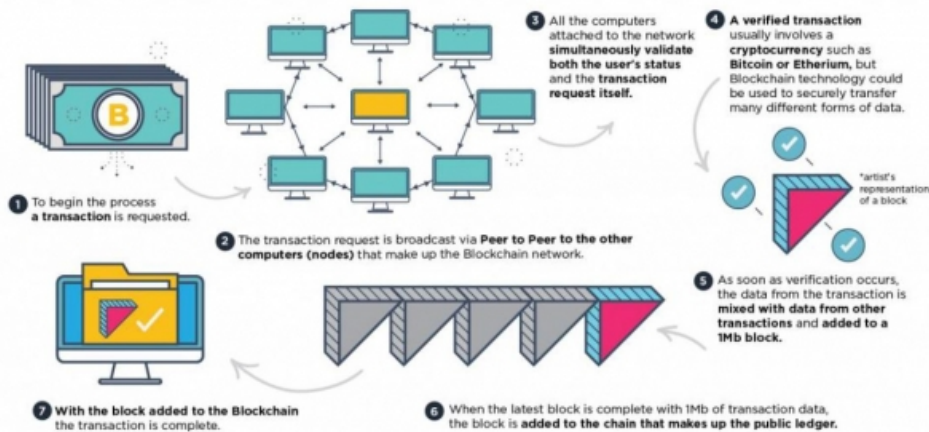 B
1 To begin the process
a transaction is requested.
2 The transaction request is broadcast via Peer to Peer to the other
computers (nodes) that make up the Blockchain network.
3 All the computers
attached to the network
simultaneously validate
both the user's status
and the transaction
request itself.
4 A verified transaction
usually involves a
cryptocurrency such as
Bitcoin or Etherium, but
Blockchain technology could
be used to securely transfer
many different forms of data.
*artist's
representation
of a block
5 As soon as verification occurs,
the data from the transaction is
mixed with data from other
transactions and added to a
1Mb block.
6 When the latest block is complete with 1Mb of transaction data,
the block is added to the chain that makes up the public ledger.
7 With the block added to the Blockchain
the transaction is complete.